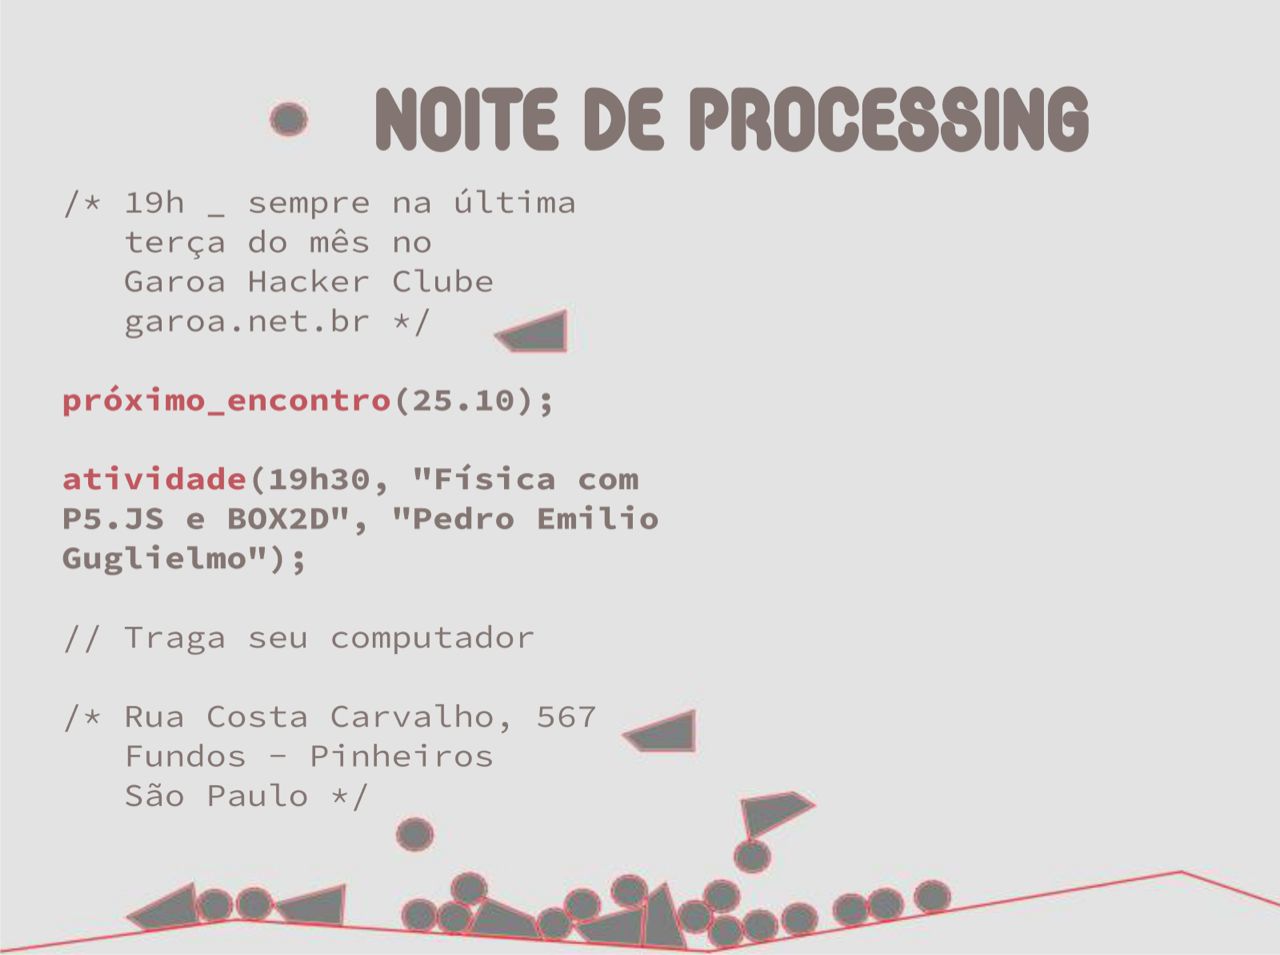 NOITE DE PROCESSING
/* 19h _ sempre na última
terça do mês no
Garoa Hacker Clube
garoa.net.br */
próximo_encontro(25.10);
atividade(19h30, "Física com
P5.JS e BOX2D", "Pedro Emilio
Guglielmo");
// Traga seu computador
/* Rua Costa Carvalho, 567
Fundos - Pinheiros
São Paulo */